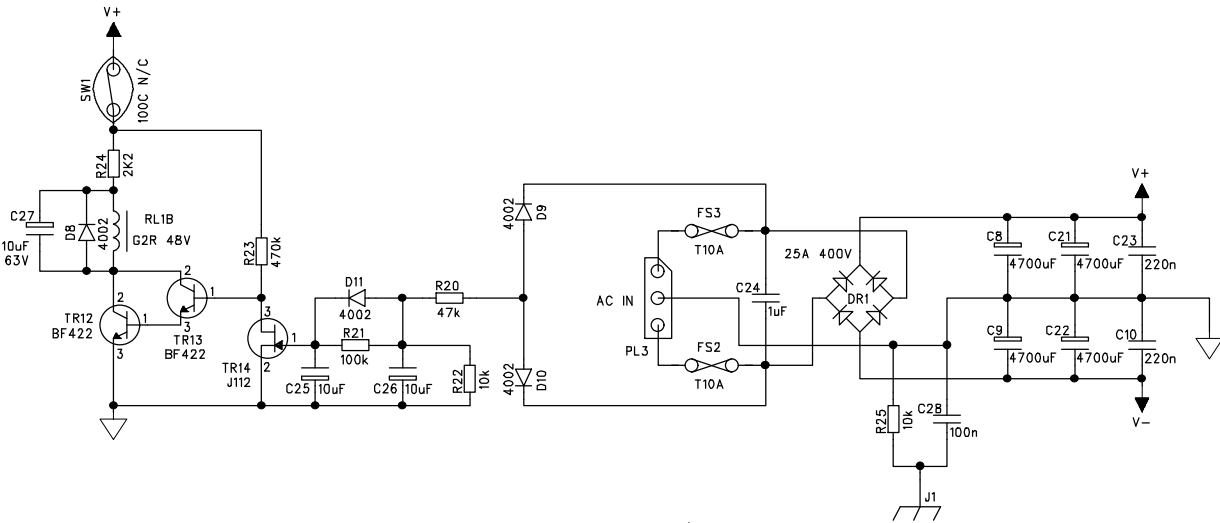 V+
SW1
100C N/C
R24
2K2
C27
10uF
63V
D8
4002
RL1B
G2R 48V
R23
470k
2
1
3
TR13
BF422
2
1
3
TR12
BF422
3
1
2
TR14
J112
D11
4002
R21
100k
R20
47k
C25
10uF
C26
10uF
R22
10k
4002
D9
4002
D10
FS3
T10A
AC IN
PL3
FS2
T10A
C24
1uF
25A 400V
DR1
R25
10k
C28
100n
J1
V+
C8
4700uF
C21
4700uF
C23
220n
C9
4700uF
C22
4700uF
C10
220n
V-